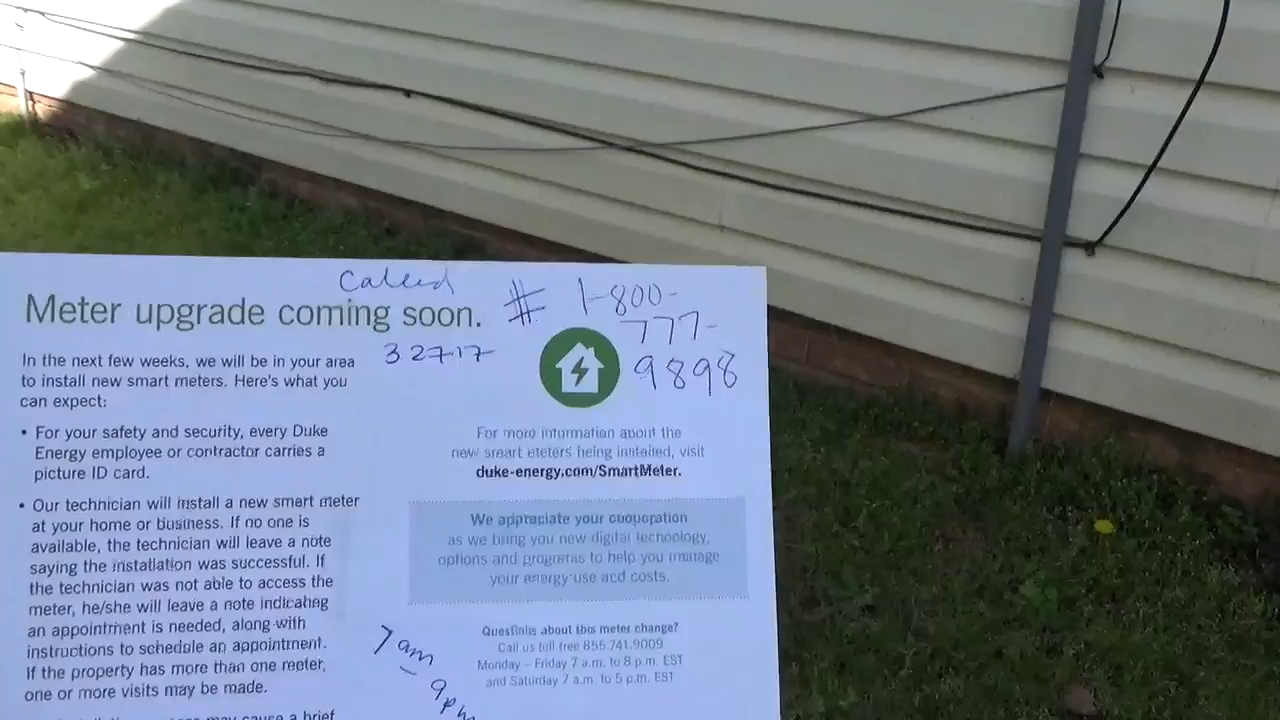 Called
Meter upgrade coming soon.
# 1-800-
777-
9898
3 27-17
In the next few weeks, we will be in your area
to install new smart meters. Here's what you
can expect:
• For your safety and security, every Duke
Energy employee or contractor carries a
picture ID card.
• Our technician will install a new smart meter
at your home or business. If no one is
available, the technician will leave a note
saying the installation was successful. If
the technician was not able to access the
meter, he/she will leave a note indicating
an appointment is needed, along with
instructions to schedule an appointment.
If the property has more than one meter,
one or more visits may be made.
may cause a brief
For more information about the
new smart meters being installed, visit
duke-energy.com/SmartMeter.
We appreciate your cooperation
as we bring you new digital technology,
options and programs to help you manage
your energy use and costs.
Questions about this meter change?
Call us toll free 855.741.9009
Monday – Friday 7 a.m. to 8 p.m. EST
and Saturday 7 a.m. to 5 p.m. EST
7 am
–
9pm